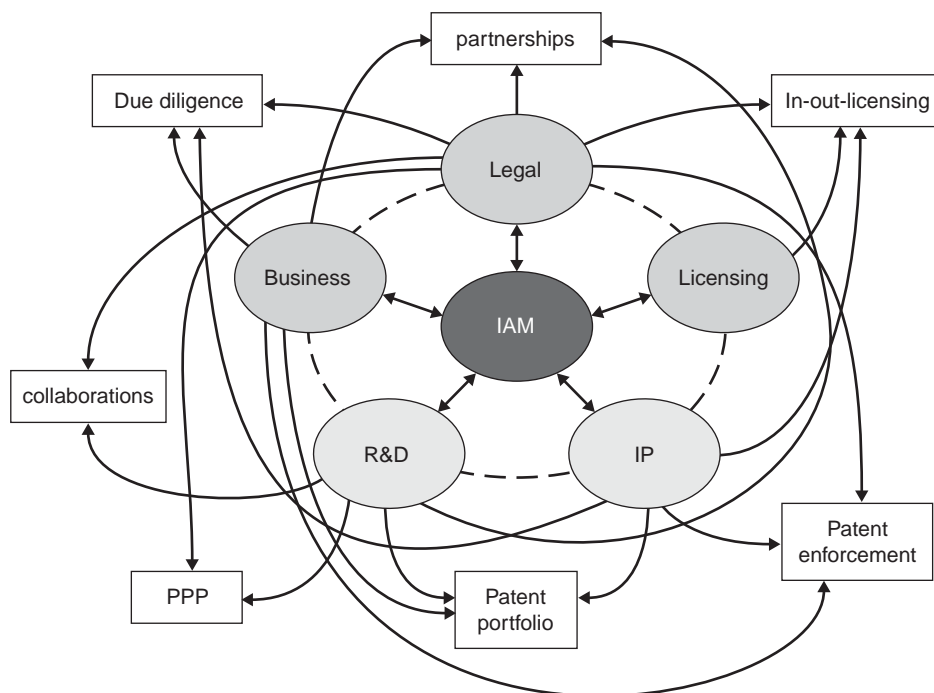 partnerships
Due diligence
In-out-licensing
Legal
Business
Licensing
IAM
collaborations
R&D
IP
Patent
enforcement
PPP
Patent
portfolio